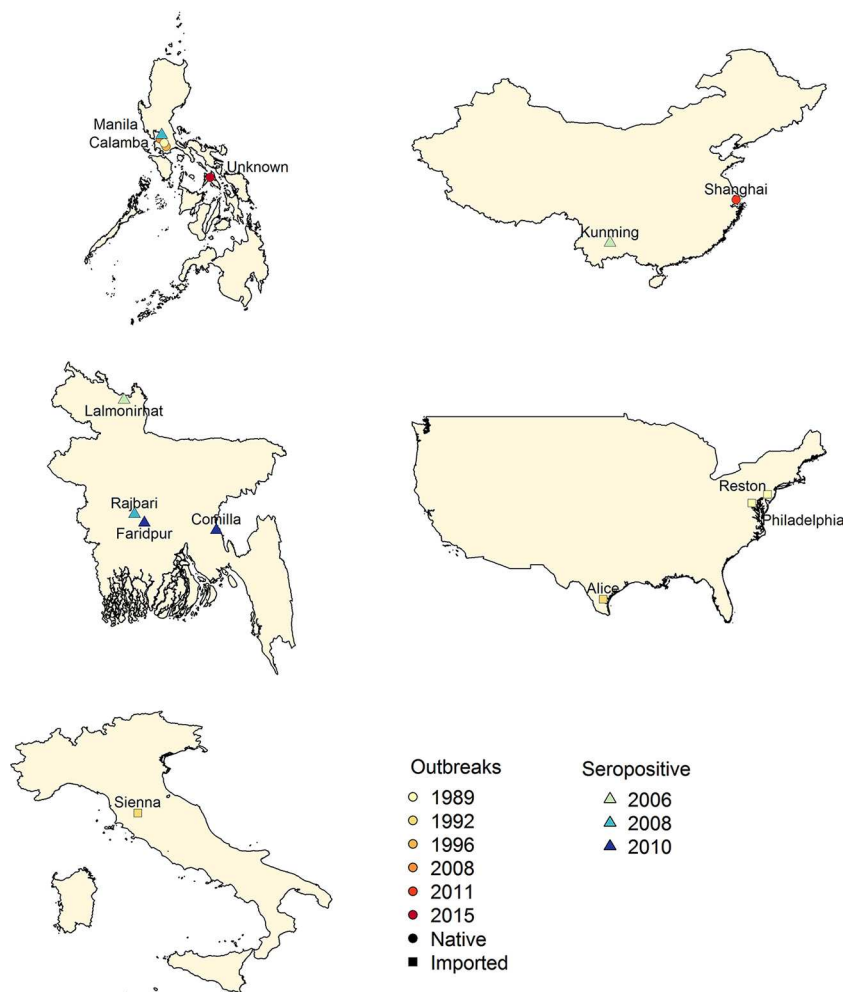 Manila
Calamba
Unknown
Shanghai
Kunming
Lalmonirhat
Rajbari
Faridpur
Comilla
Reston
Philadelphia
Alice
Sienna
Outbreaks
1989
1992
1996
2008
2011
2015
Native
Imported
Seropositive
2006
2008
2010